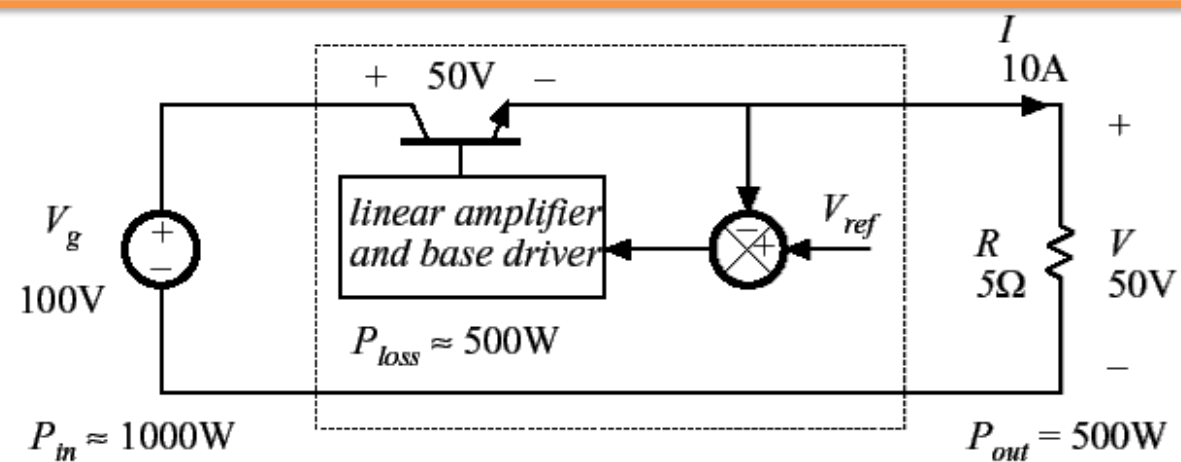 I
10A
+ 50V –
+
V_g
+
–
100V
linear amplifier
and base driver
–
+
V_ref
R
5Ω
V
50V
P_loss ≈ 500W
–
P_in ≈ 1000W
P_out = 500W